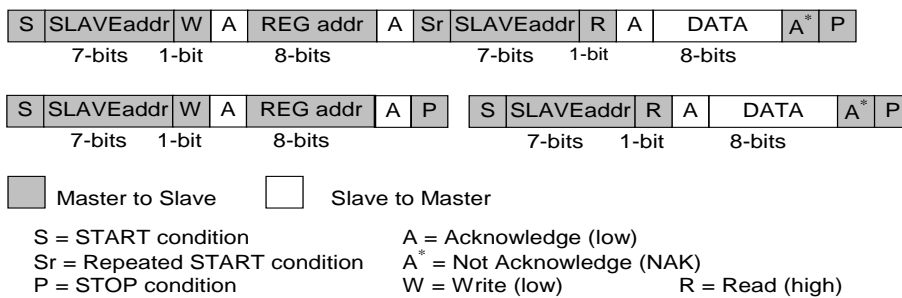 S SLAVEaddr W A REG addr A Sr SLAVEaddr R A DATA A* P
7-bits 1-bit 8-bits 7-bits 1-bit 8-bits
S SLAVEaddr W A REG addr A P S SLAVEaddr R A DATA A* P
7-bits 1-bit 8-bits 7-bits 1-bit 8-bits
Master to Slave Slave to Master
S = START condition A = Acknowledge (low)
Sr = Repeated START condition A* = Not Acknowledge (NAK)
P = STOP condition W = Write (low) R = Read (high)